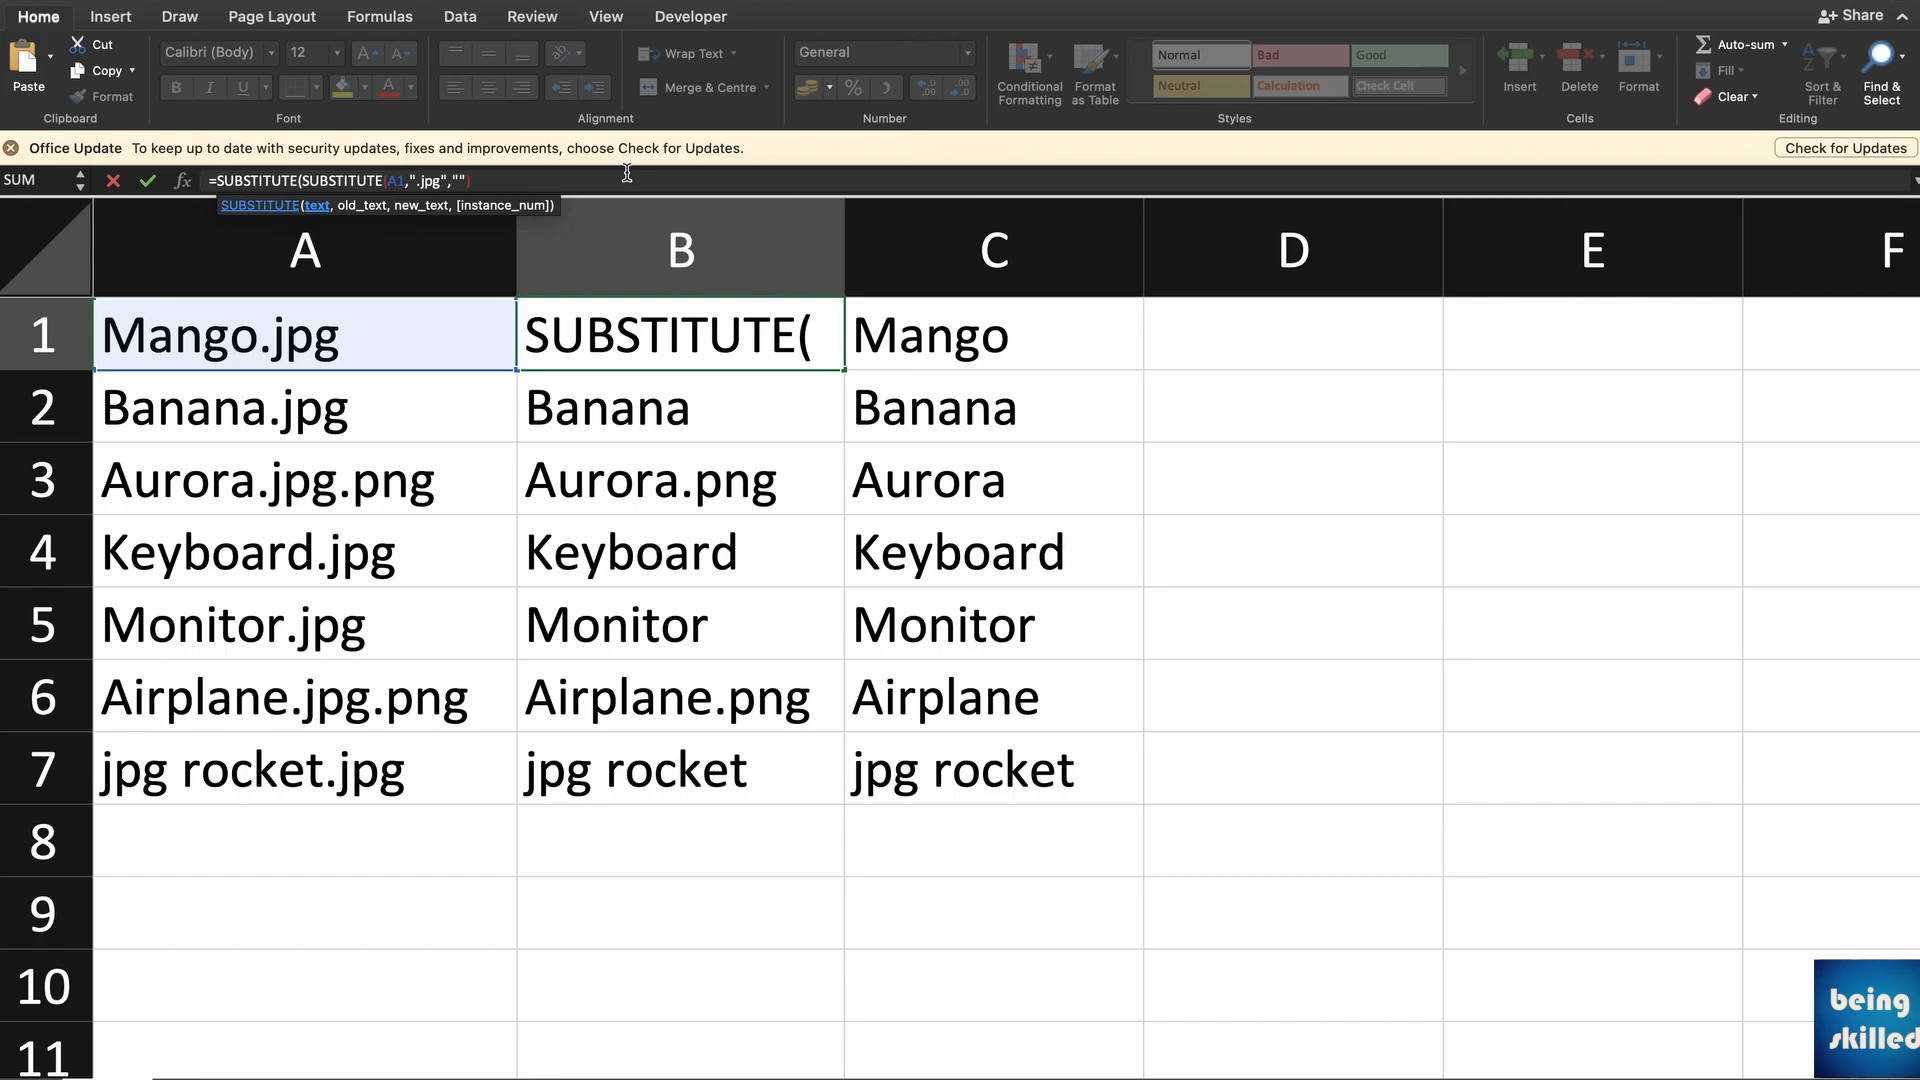 Home Insert Draw Page Layout Formulas Data Review View Developer Share
Paste Cut Copy Format
Calibri (Body) 12 A A
B I U A
Wrap Text
Merge & Centre
General
%
Conditional Formatting
Format as Table
Normal Bad Good
Neutral Calculation Check Cell
Insert Delete Format
Auto-sum
Fill
Clear
Sort & Filter
Find & Select
Clipboard Font Alignment Number Styles Cells Editing
Office Update To keep up to date with security updates, fixes and improvements, choose Check for Updates. Check for Updates
SUM fx =SUBSTITUTE(SUBSTITUTE(A1,".jpg","")
SUBSTITUTE(text, old_text, new_text, [instance_num])
A B C D E F
1 Mango.jpg SUBSTITUTE( Mango
2 Banana.jpg Banana Banana
3 Aurora.jpg.png Aurora.png Aurora
4 Keyboard.jpg Keyboard Keyboard
5 Monitor.jpg Monitor Monitor
6 Airplane.jpg.png Airplane.png Airplane
7 jpg rocket.jpg jpg rocket jpg rocket
8
9
10
11
being
skilled